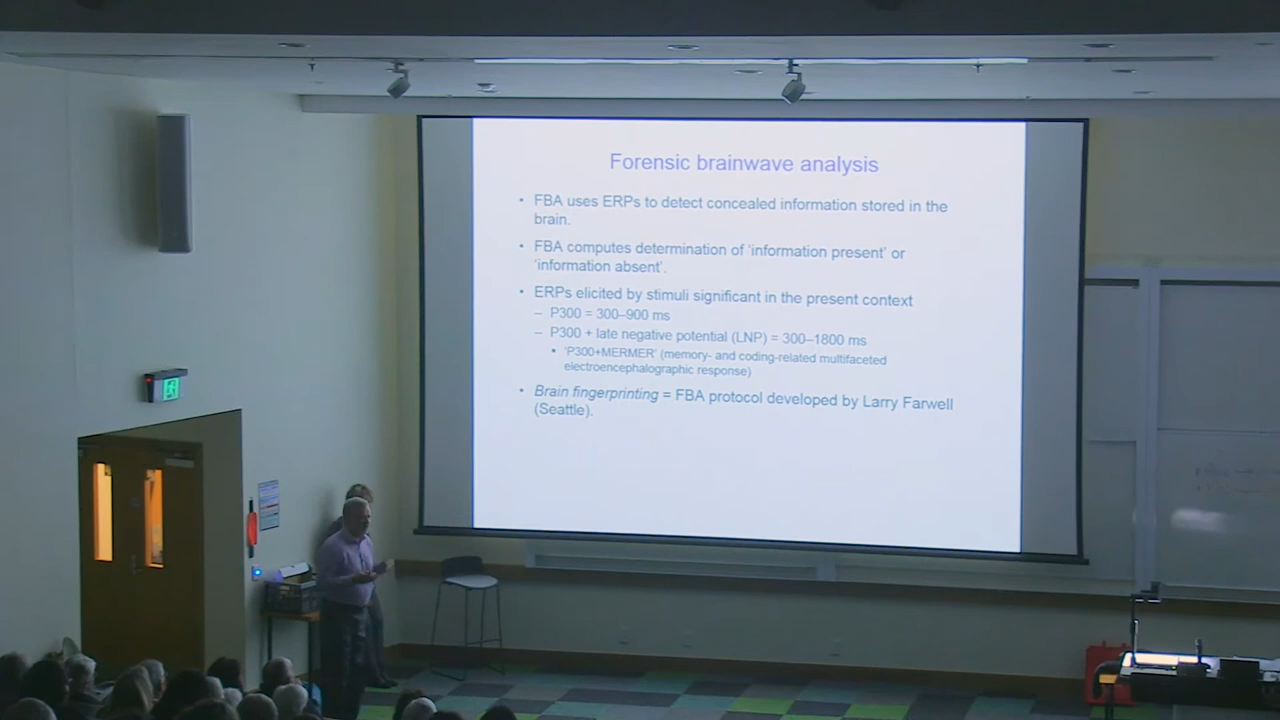 Forensic brainwave analysis
• FBA uses ERPs to detect concealed information stored in the
brain.
• FBA computes determination of 'information present' or
'information absent'.
• ERPs elicited by stimuli significant in the present context
– P300 = 300–900 ms
– P300 + late negative potential (LNP) = 300–1800 ms
• 'P300+MERMER' (memory- and coding-related multifaceted
electroencephalographic response)
• Brain fingerprinting = FBA protocol developed by Larry Farwell
(Seattle).